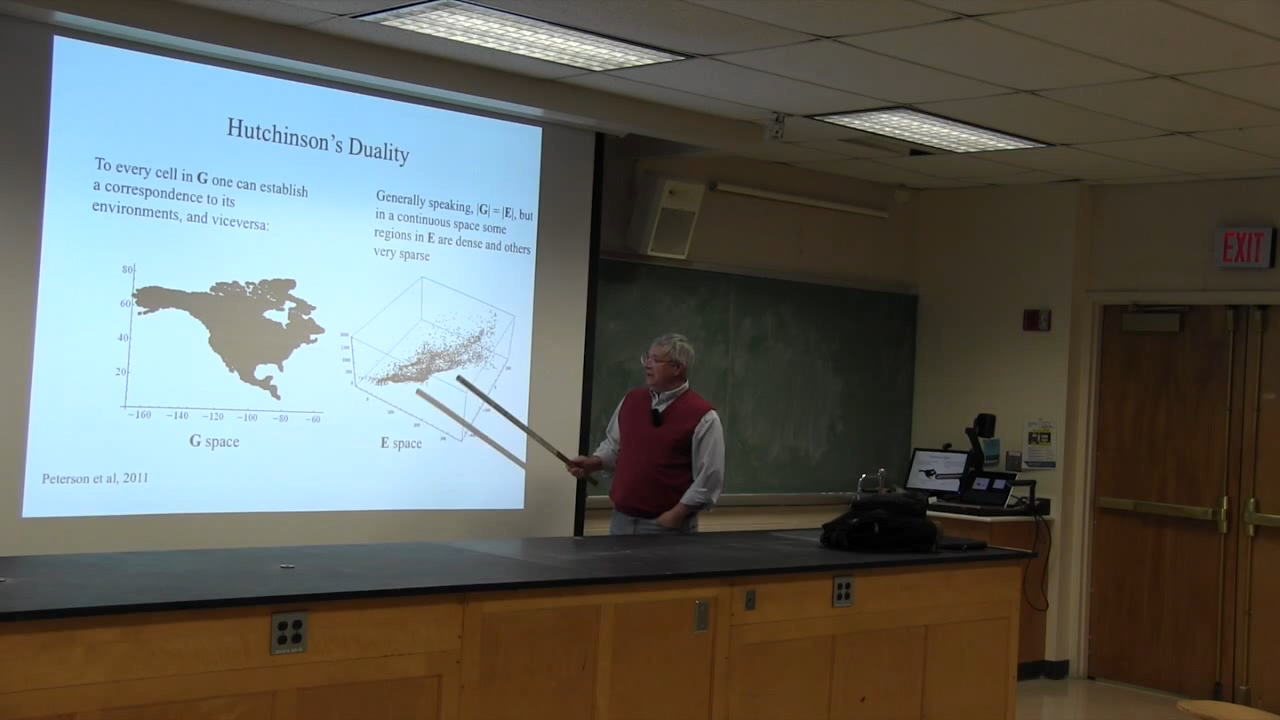 Hutchinson's Duality
To every cell in G one can establish
a correspondence to its
environments, and viceversa:
Generally speaking, |G| = |E|, but
in a continuous space some
regions in E are dense and others
very sparse
80
60
40
20
-160 -140 -120 -100 -80 -60
G space
E space
Peterson et al, 2011
EXIT